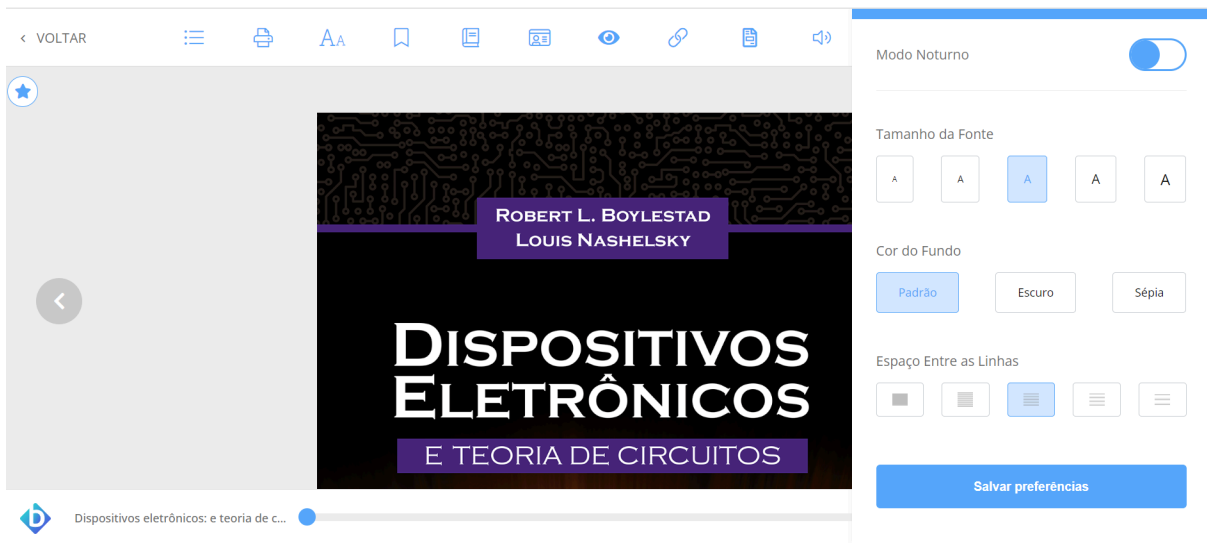 VOLTAR
AA
Modo Noturno
Tamanho da Fonte
A A A A A
ROBERT L. BOYLESTAD
LOUIS NASHELSKY
Cor do Fundo
Padrão Escuro Sépia
DISPOSITIVOS
ELETRÔNICOS
E TEORIA DE CIRCUITOS
Espaço Entre as Linhas
Salvar preferências
Dispositivos eletrônicos: e teoria de c...